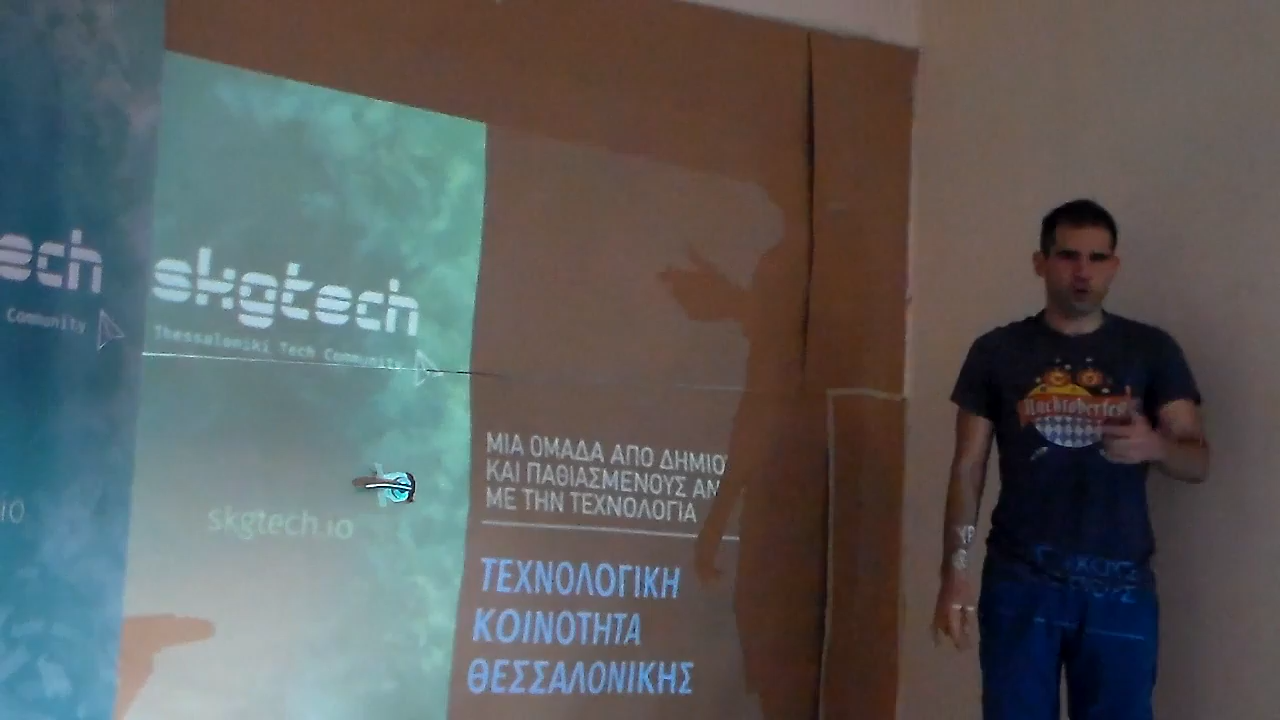 ech
Community
skgtech
Thessaloniki Tech Community
skgtech.io
ΜΙΑ ΟΜΑΔΑ ΑΠΟ ΔΗΜΙΟ
ΚΑΙ ΠΑΘΙΑΣΜΕΝΟΥΣ ΑΝ
ΜΕ ΤΗΝ ΤΕΧΝΟΛΟΓΙΑ
ΤΕΧΝΟΛΟΓΙΚΗ
ΚΟΙΝΟΤΗΤΑ
ΘΕΣΣΑΛΟΝΙΚΗΣ
Hacktoberfest